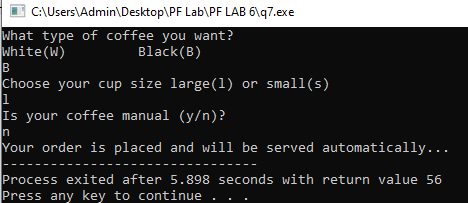 C:\Users\Admin\Desktop\PF Lab\PF LAB 6\q7.exe
What type of coffee you want?
White(W)         Black(B)
B
Choose your cup size large(l) or small(s)
l
Is your coffee manual (y/n)?
n
Your order is placed and will be served automatically...
--------------------------------
Process exited after 5.898 seconds with return value 56
Press any key to continue . . .